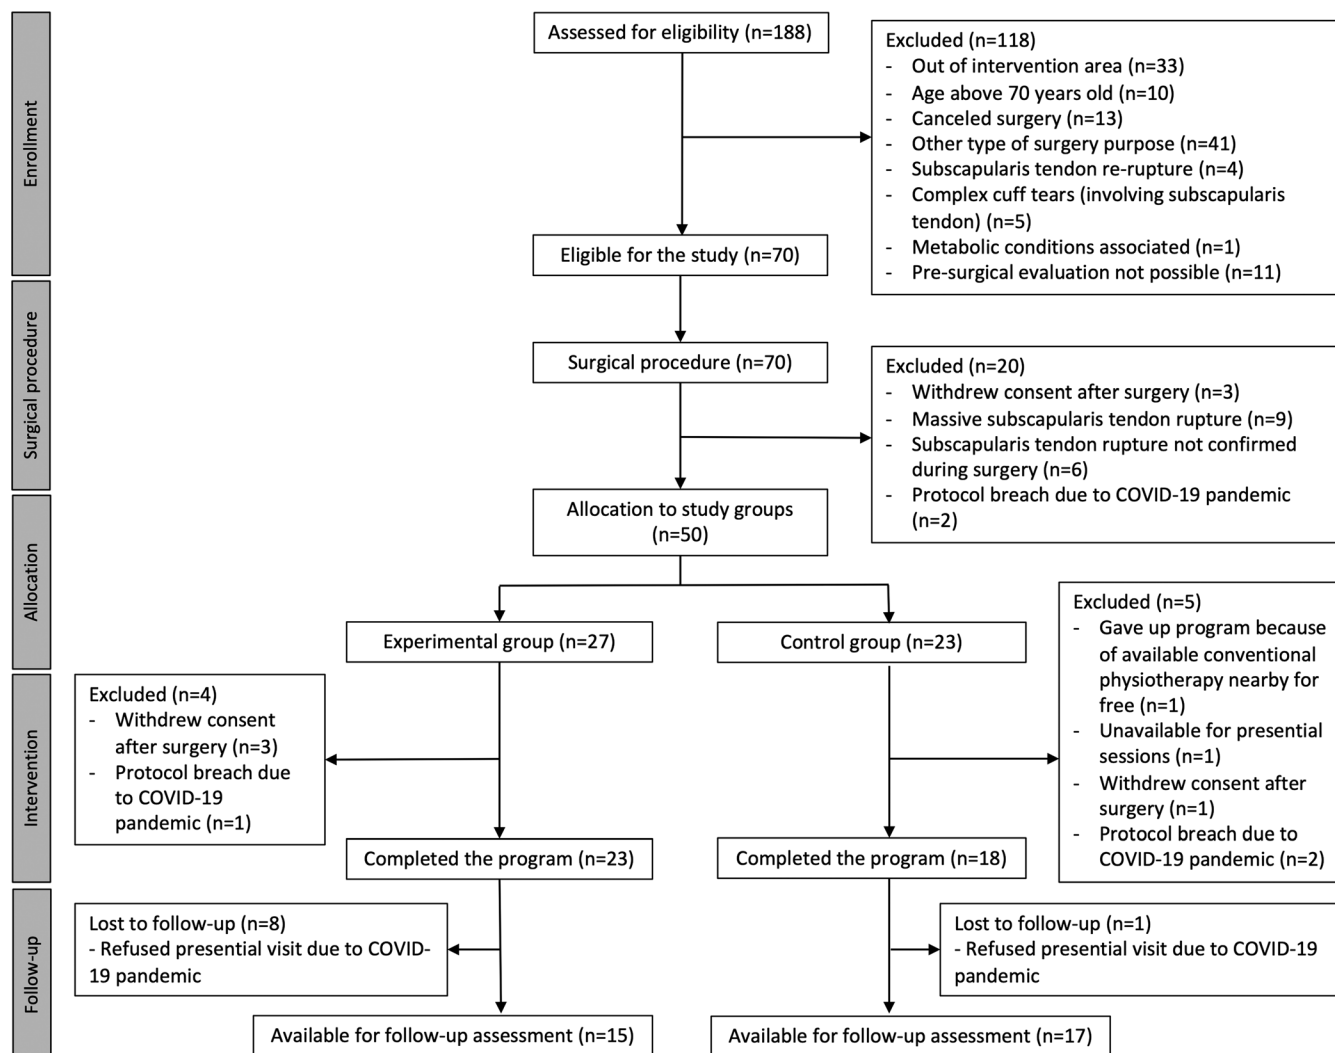 Enrollment
Assessed for eligibility (n=188)
Excluded (n=118)
- Out of intervention area (n=33)
- Age above 70 years old (n=10)
- Canceled surgery (n=13)
- Other type of surgery purpose (n=41)
- Subscapularis tendon re-rupture (n=4)
- Complex cuff tears (involving subscapularis
tendon) (n=5)
- Metabolic conditions associated (n=1)
- Pre-surgical evaluation not possible (n=11)
Eligible for the study (n=70)
Surgical procedure
Surgical procedure (n=70)
Excluded (n=20)
- Withdrew consent after surgery (n=3)
- Massive subscapularis tendon rupture (n=9)
- Subscapularis tendon rupture not confirmed
during surgery (n=6)
- Protocol breach due to COVID-19 pandemic
(n=2)
Allocation
Allocation to study groups
(n=50)
Experimental group (n=27)
Control group (n=23)
Intervention
Excluded (n=4)
- Withdrew consent
after surgery (n=3)
- Protocol breach due
to COVID-19
pandemic (n=1)
Excluded (n=5)
- Gave up program because
of available conventional
physiotherapy nearby for
free (n=1)
- Unavailable for presential
sessions (n=1)
- Withdrew consent after
surgery (n=1)
- Protocol breach due to
COVID-19 pandemic (n=2)
Completed the program (n=23)
Completed the program (n=18)
Follow-up
Lost to follow-up (n=8)
- Refused presential visit due to COVID-
19 pandemic
Lost to follow-up (n=1)
- Refused presential visit due to COVID-19
pandemic
Available for follow-up assessment (n=15)
Available for follow-up assessment (n=17)